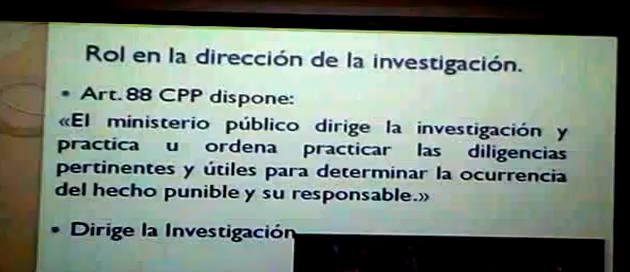 Rol en la dirección de la investigación.
• Art. 88 CPP dispone:
«El ministerio público dirige la investigación y
practica u ordena practicar las diligencias
pertinentes y útiles para determinar la ocurrencia
del hecho punible y su responsable.»
• Dirige la Investigación